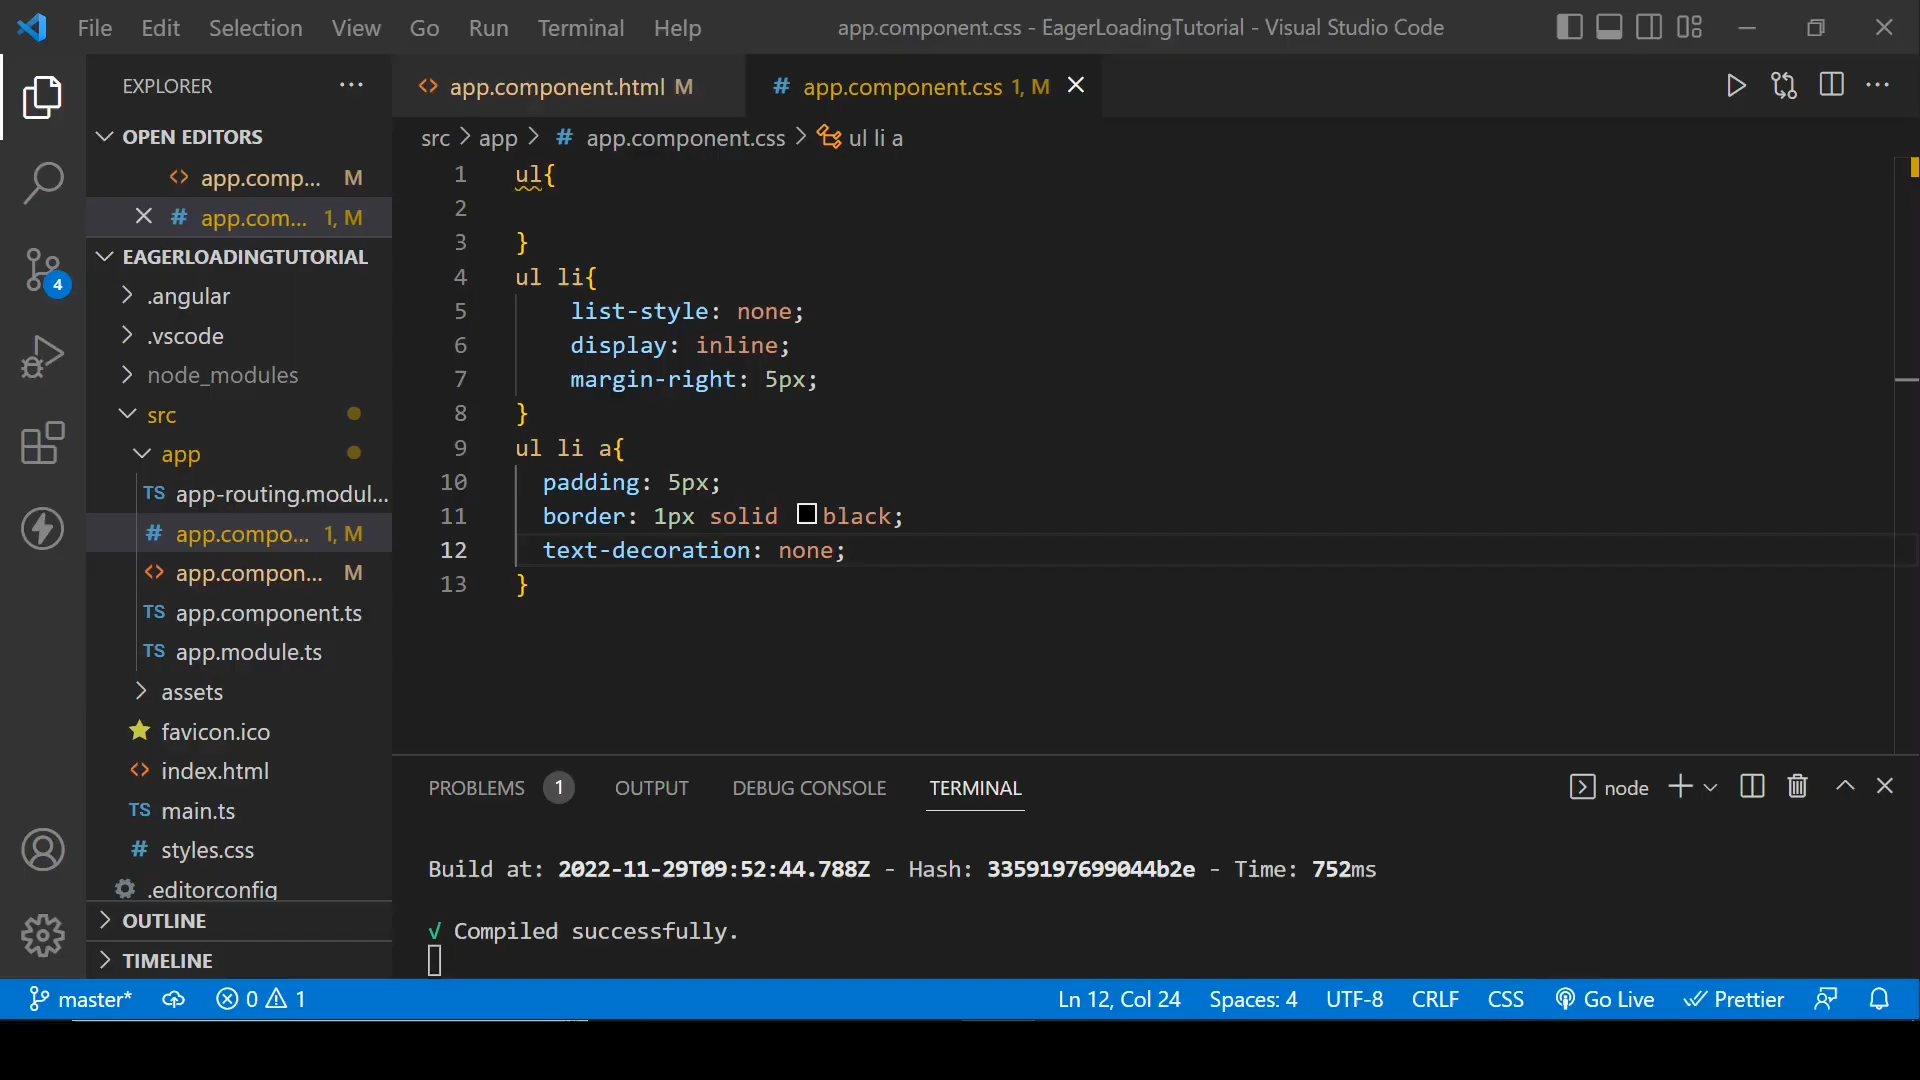 File Edit Selection View Go Run Terminal Help app.component.css - EagerLoadingTutorial - Visual Studio Code
EXPLORER
OPEN EDITORS
<> app.comp... M
# app.com... 1, M
EAGERLOADINGTUTORIAL
.angular
.vscode
node_modules
src
app
TS app-routing.modul...
# app.compo... 1, M
<> app.compon... M
TS app.component.ts
TS app.module.ts
assets
favicon.ico
<> index.html
TS main.ts
# styles.css
.editorconfig
OUTLINE
TIMELINE
4
<> app.component.html M # app.component.css 1, M
src > app > # app.component.css > ul li a
1 ul{
2
3 }
4 ul li{
5 list-style: none;
6 display: inline;
7 margin-right: 5px;
8 }
9 ul li a{
10 padding: 5px;
11 border: 1px solid black;
12 text-decoration: none;
13 }
PROBLEMS 1 OUTPUT DEBUG CONSOLE TERMINAL node
Build at: 2022-11-29T09:52:44.788Z - Hash: 3359197699044b2e - Time: 752ms
√ Compiled successfully.
master* 0 1 Ln 12, Col 24 Spaces: 4 UTF-8 CRLF CSS Go Live Prettier